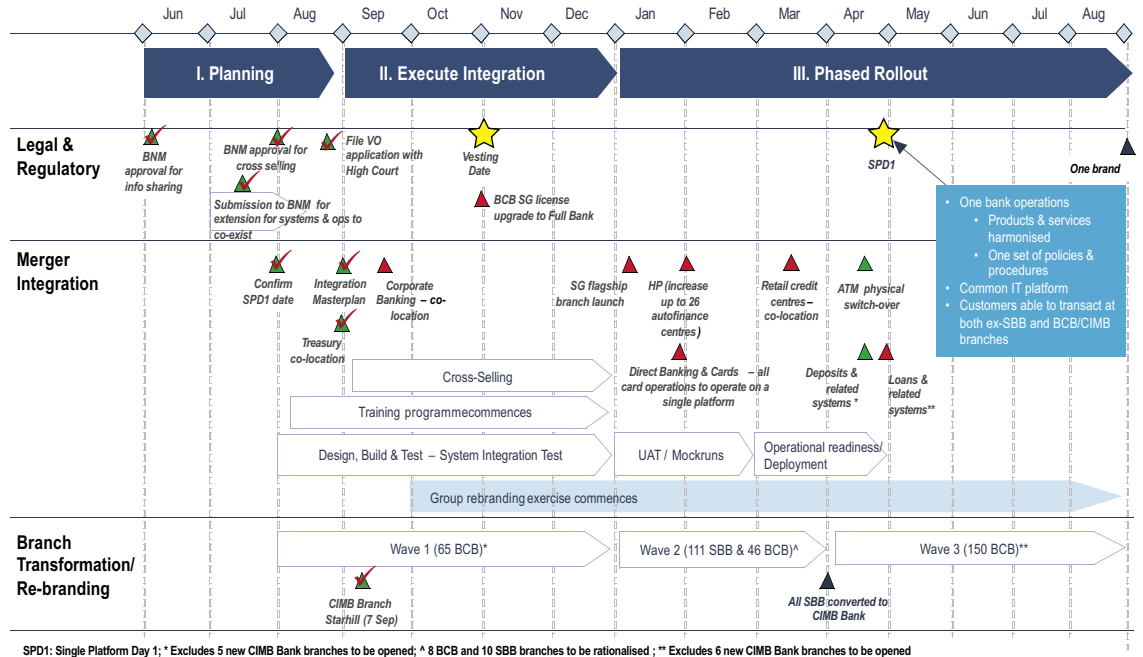 Jun Jul Aug Sep Oct Nov Dec Jan Feb Mar Apr May Jun Jul Aug
I. Planning
II. Execute Integration
III. Phased Rollout
Legal &
Regulatory
BNM
approval for
info sharing
BNM approval for
cross selling
File VO
application with
High Court
Submission to BNM for
extension for systems & ops to
co-exist
Vesting
Date
BCB SG license
upgrade to Full Bank
SPD1
One brand
• One bank operations
• Products & services
harmonised
• One set of policies &
procedures
• Common IT platform
• Customers able to transact at
both ex-SBB and BCB/CIMB
branches
Merger
Integration
Confirm
SPD1 date
Integration
Masterplan
Corporate
Banking – co-
location
Treasury
co-location
SG flagship
branch launch
HP (increase
up to 26
autofinance
centres)
Retail credit
centres –
co-location
ATM physical
switch-over
Direct Banking & Cards – all
card operations to operate on a
single platform
Deposits &
related
systems *
Loans &
related
systems**
Cross-Selling
Training programmecommences
Design, Build & Test – System Integration Test
UAT / Mockruns
Operational readiness/
Deployment
Group rebranding exercise commences
Branch
Transformation/
Re-branding
Wave 1 (65 BCB)*
Wave 2 (111 SBB & 46 BCB)^
Wave 3 (150 BCB)**
CIMB Branch
Starhill (7 Sep)
All SBB converted to
CIMB Bank
SPD1: Single Platform Day 1; * Excludes 5 new CIMB Bank branches to be opened; ^ 8 BCB and 10 SBB branches to be rationalised ; ** Excludes 6 new CIMB Bank branches to be opened